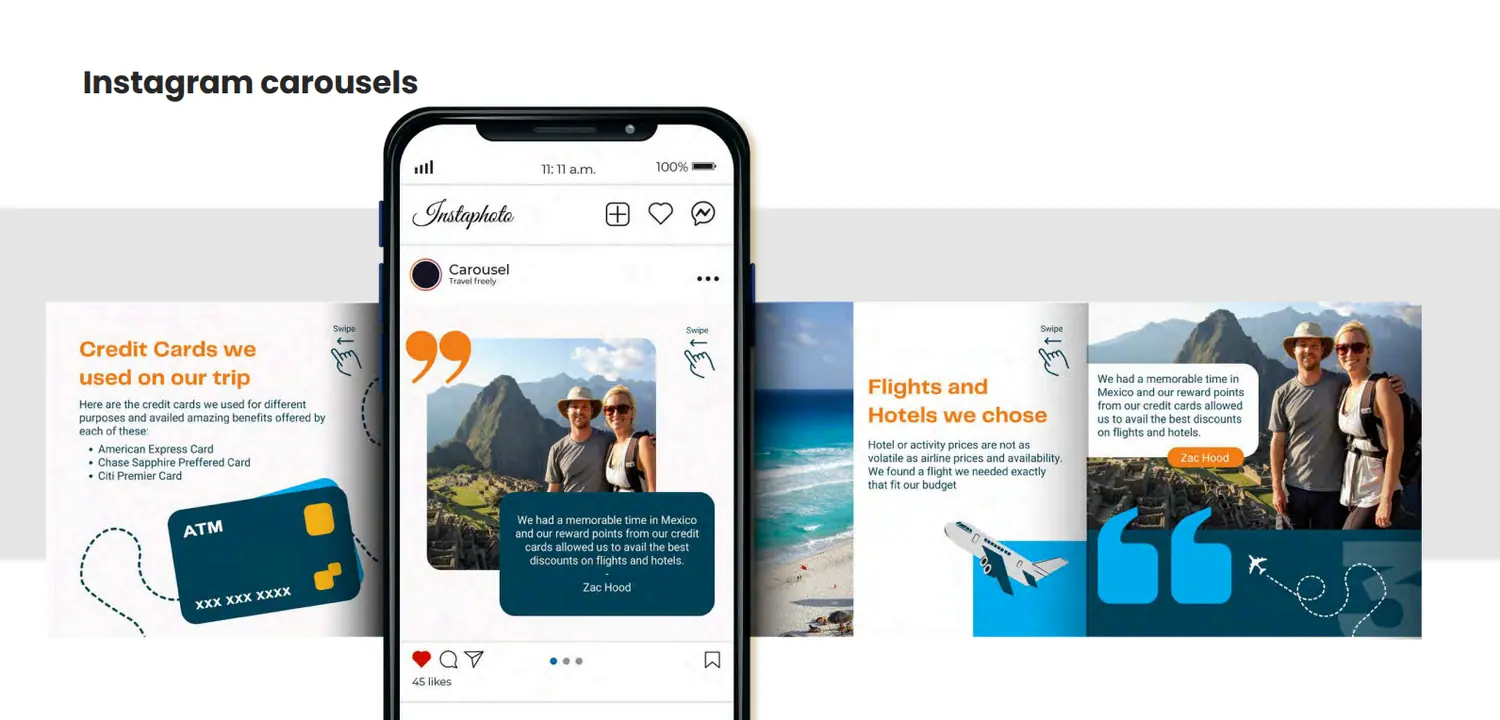 Instagram carousels
11: 11 a.m.
100%
Instaphoto
Carousel
Travel freely
Swipe
Credit Cards we
used on our trip
Here are the credit cards we used for different
purposes and availed amazing benefits offered by
each of these:
• American Express Card
• Chase Sapphire Preffered Card
• Citi Premier Card
ATM
XXX XXX XXXX
Swipe
We had a memorable time in Mexico
and our reward points from our credit
cards allowed us to avail the best
discounts on flights and hotels.
-
Zac Hood
45 likes
Swipe
Flights and
Hotels we chose
Hotel or activity prices are not as
volatile as airline prices and availability.
We found a flight we needed exactly
that fit our budget
We had a memorable time in
Mexico and our reward points
from our credit cards allowed
us to avail the best discounts
on flights and hotels.
Zac Hood
3